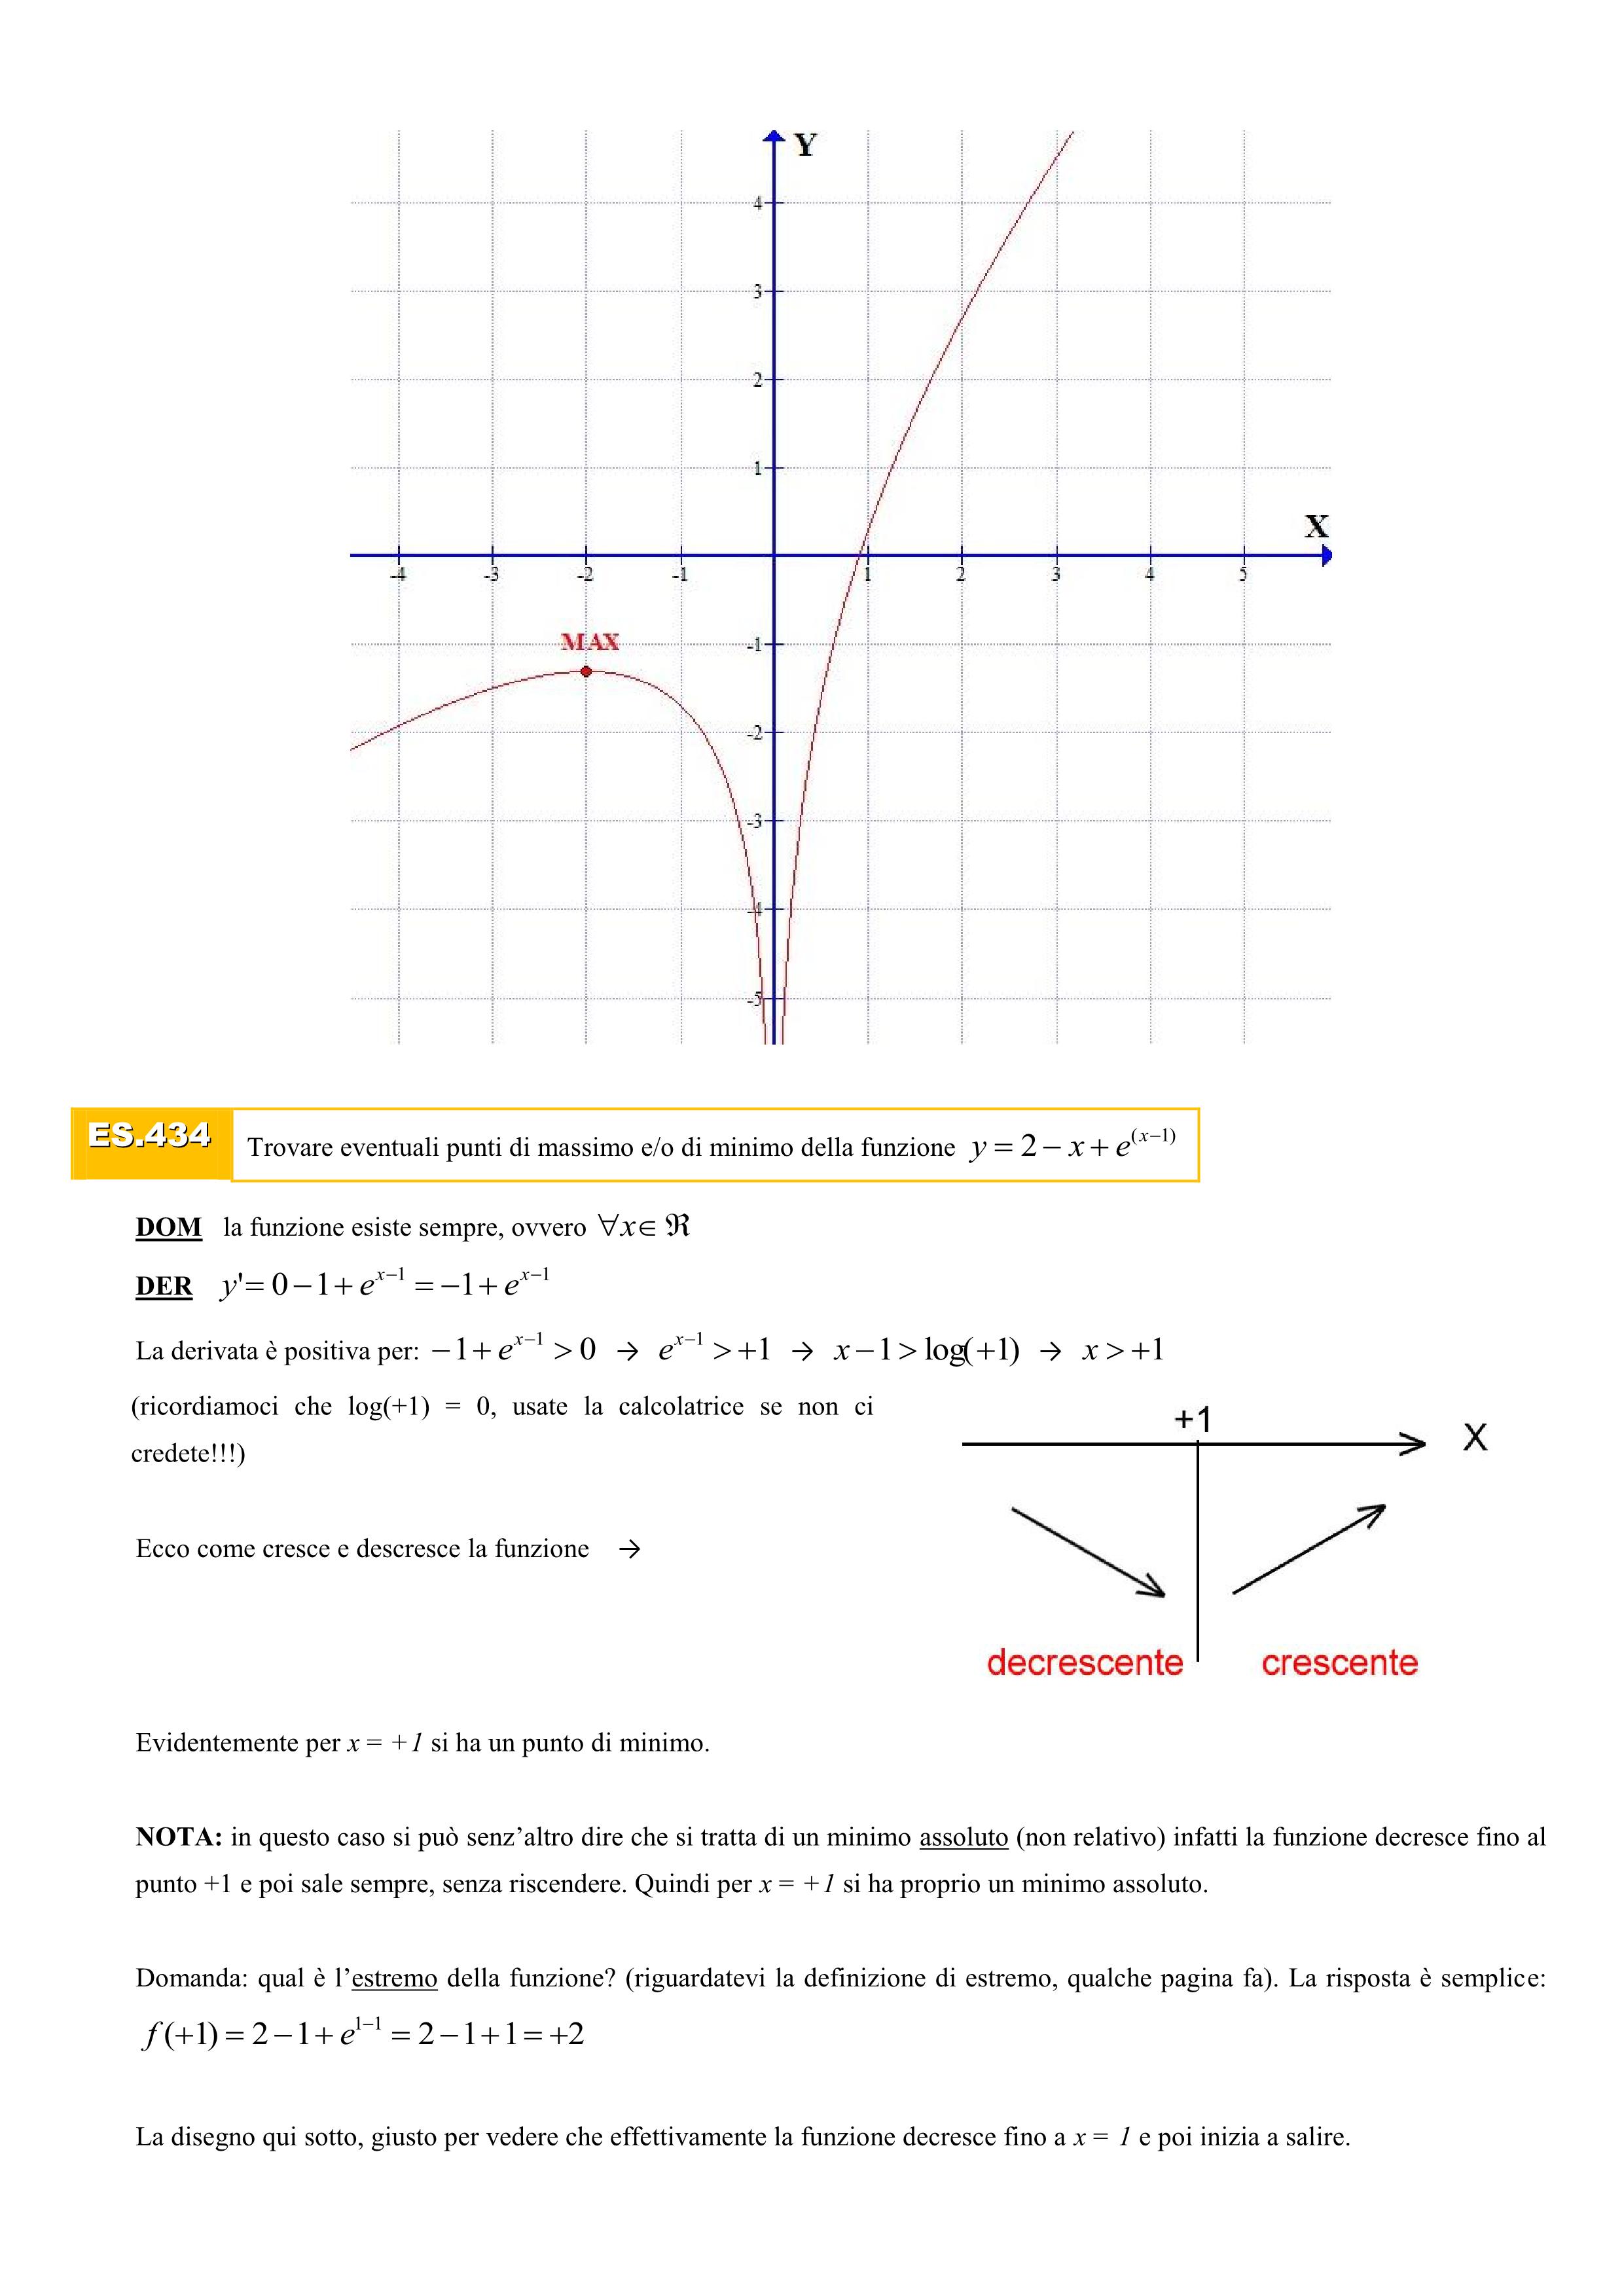 Y
4
3
2
1
X
-4 -3 -2 -1 1 2 3 4 5
MAX
-1
-2
-3
-4
-5
ES.434 Trovare eventuali punti di massimo e/o di minimo della funzione y = 2 − x + e^(x−1)
DOM la funzione esiste sempre, ovvero ∀x∈ ℜ
DER y'= 0 − 1 + e^x−1 = −1 + e^x−1
La derivata è positiva per: −1 + e^x−1 > 0 → e^x−1 > +1 → x − 1 > log(+1) → x > +1
(ricordiamoci che log(+1) = 0, usate la calcolatrice se non ci
credete!!!)
+1
X
Ecco come cresce e descresce la funzione →
decrescente crescente
Evidentemente per x = +1 si ha un punto di minimo.
NOTA: in questo caso si può senz’altro dire che si tratta di un minimo assoluto (non relativo) infatti la funzione decresce fino al
punto +1 e poi sale sempre, senza riscendere. Quindi per x = +1 si ha proprio un minimo assoluto.
Domanda: qual è l’estremo della funzione? (riguardatevi la definizione di estremo, qualche pagina fa). La risposta è semplice:
f(+1) = 2 − 1 + e^1−1 = 2 − 1 + 1 = +2
La disegno qui sotto, giusto per vedere che effettivamente la funzione decresce fino a x = 1 e poi inizia a salire.